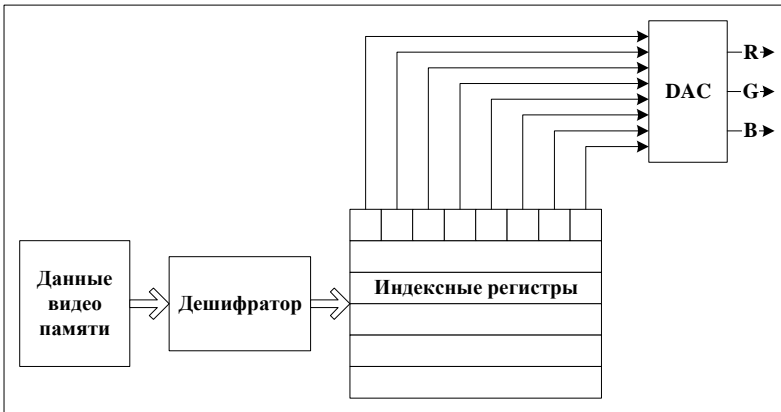 DAC
R
G
B
Данные
видео
памяти
Дешифратор
Индексные регистры